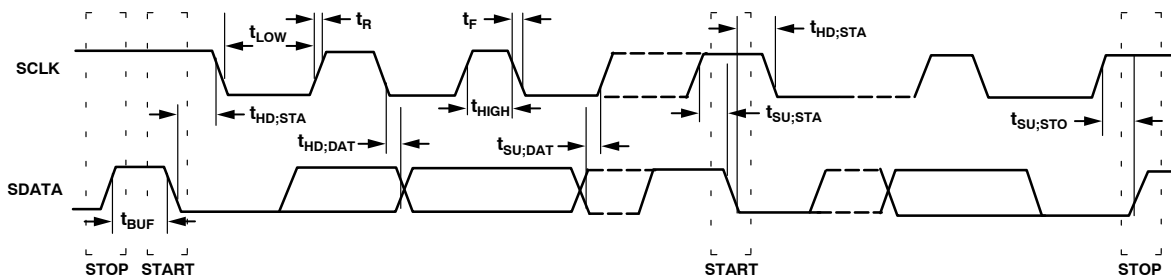 tR
tF
tLOW
tHD;STA
SCLK
tHD;STA
tHIGH
tSU;STA
tHD;DAT
tSU;DAT
tSU;STO
SDATA
tBUF
STOP START START STOP